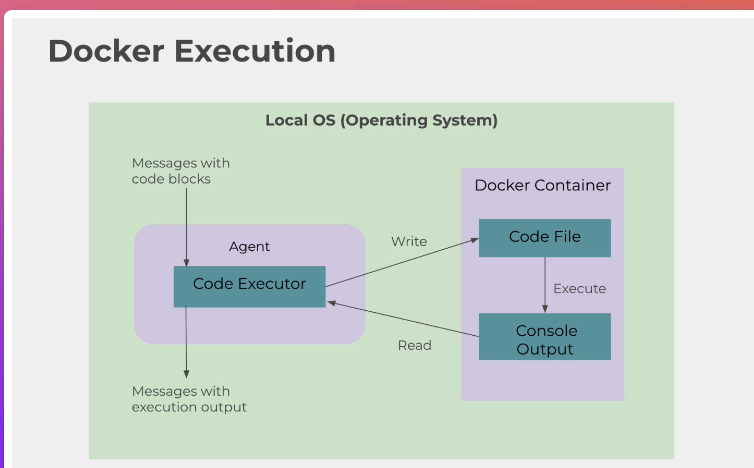 Docker Execution
Local OS (Operating System)
Messages with
code blocks
Docker Container
Agent
Write
Code File
Code Executor
Execute
Console
Output
Read
Messages with
execution output